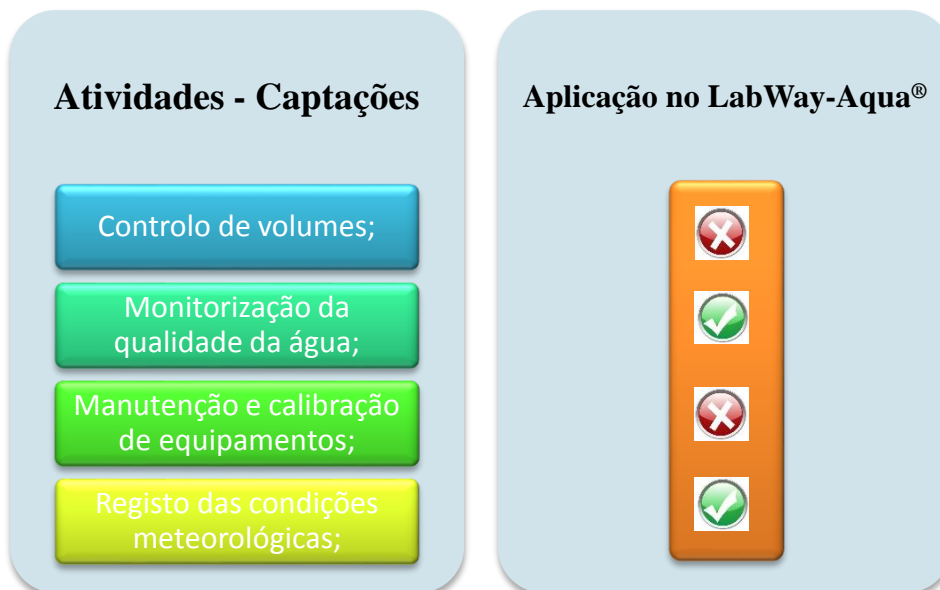 Atividades - Captações
Controlo de volumes;
Monitorização da
qualidade da água;
Manutenção e calibração
de equipamentos;
Registo das condições
meteorológicas;
Aplicação no LabWay-Aqua®